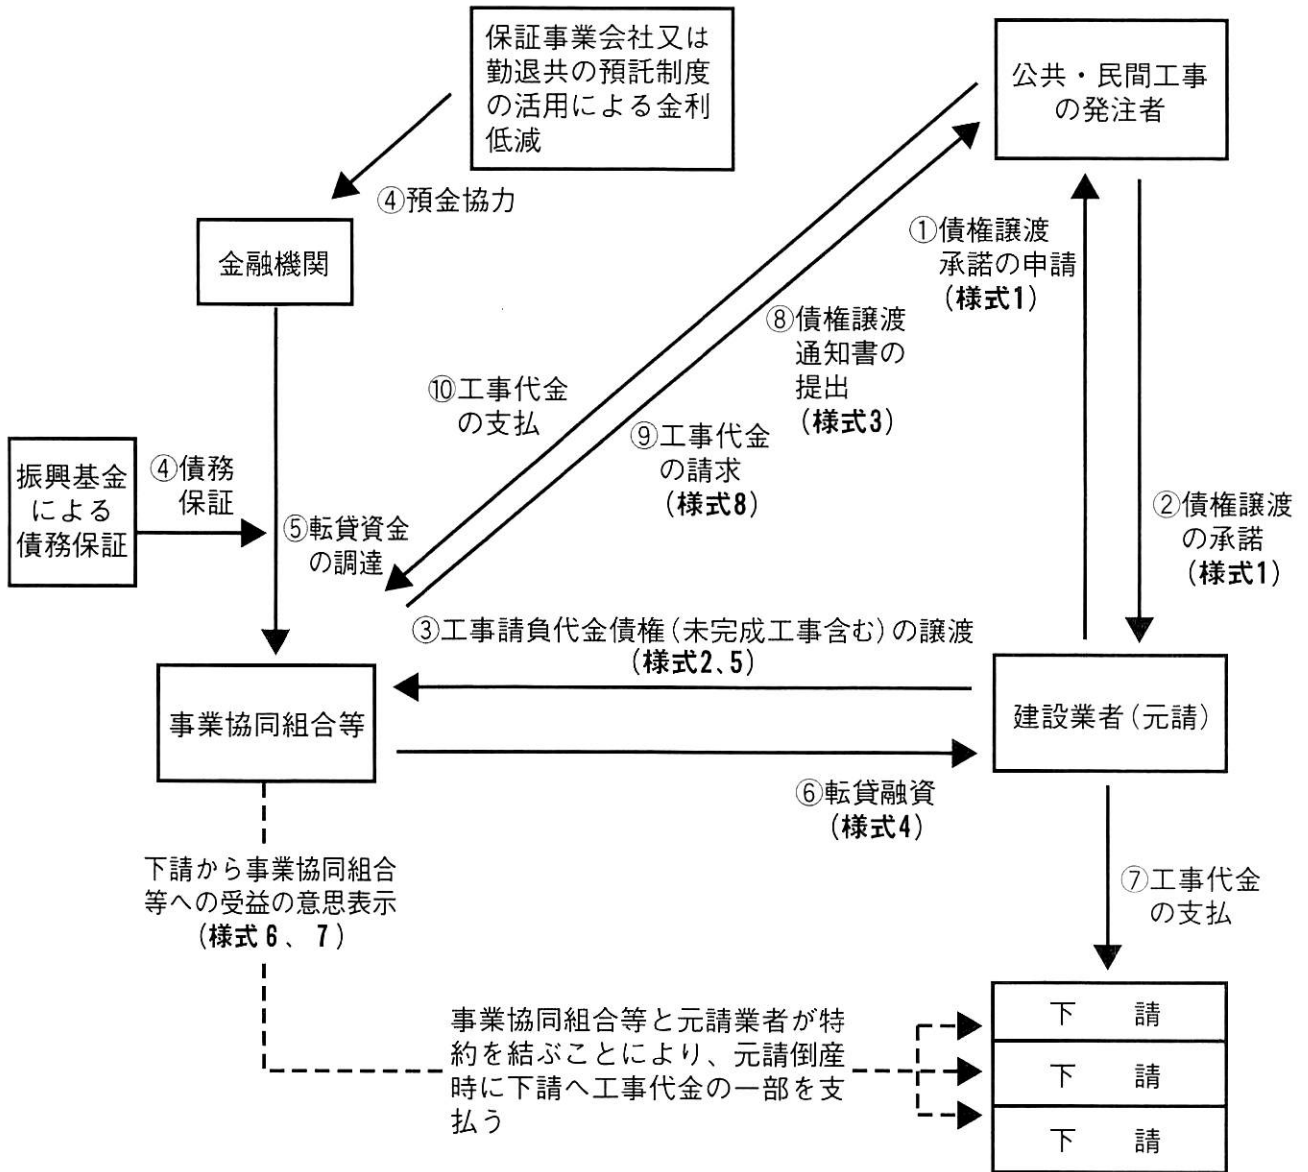 保証事業会社又は
勤退共の預託制度
の活用による金利
低減
公共・民間工事
の発注者
④預金協力
金融機関
①債権譲渡
承諾の申請
(様式1)
⑧債権譲渡
通知書の
提出
(様式3)
⑩工事代金
の支払
⑨工事代金
の請求
(様式8)
振興基金
による
債務保証
④債務
保証
⑤転貸資金
の調達
②債権譲渡
の承諾
(様式1)
③工事請負代金債権(未完成工事含む)の譲渡
(様式2、5)
事業協同組合等
建設業者(元請)
⑥転貸融資
(様式4)
下請から事業協同組合
等への受益の意思表示
(様式6、7)
⑦工事代金
の支払
事業協同組合等と元請業者が特
約を結ぶことにより、元請倒産
時に下請へ工事代金の一部を支
払う
下　請
下　請
下　請